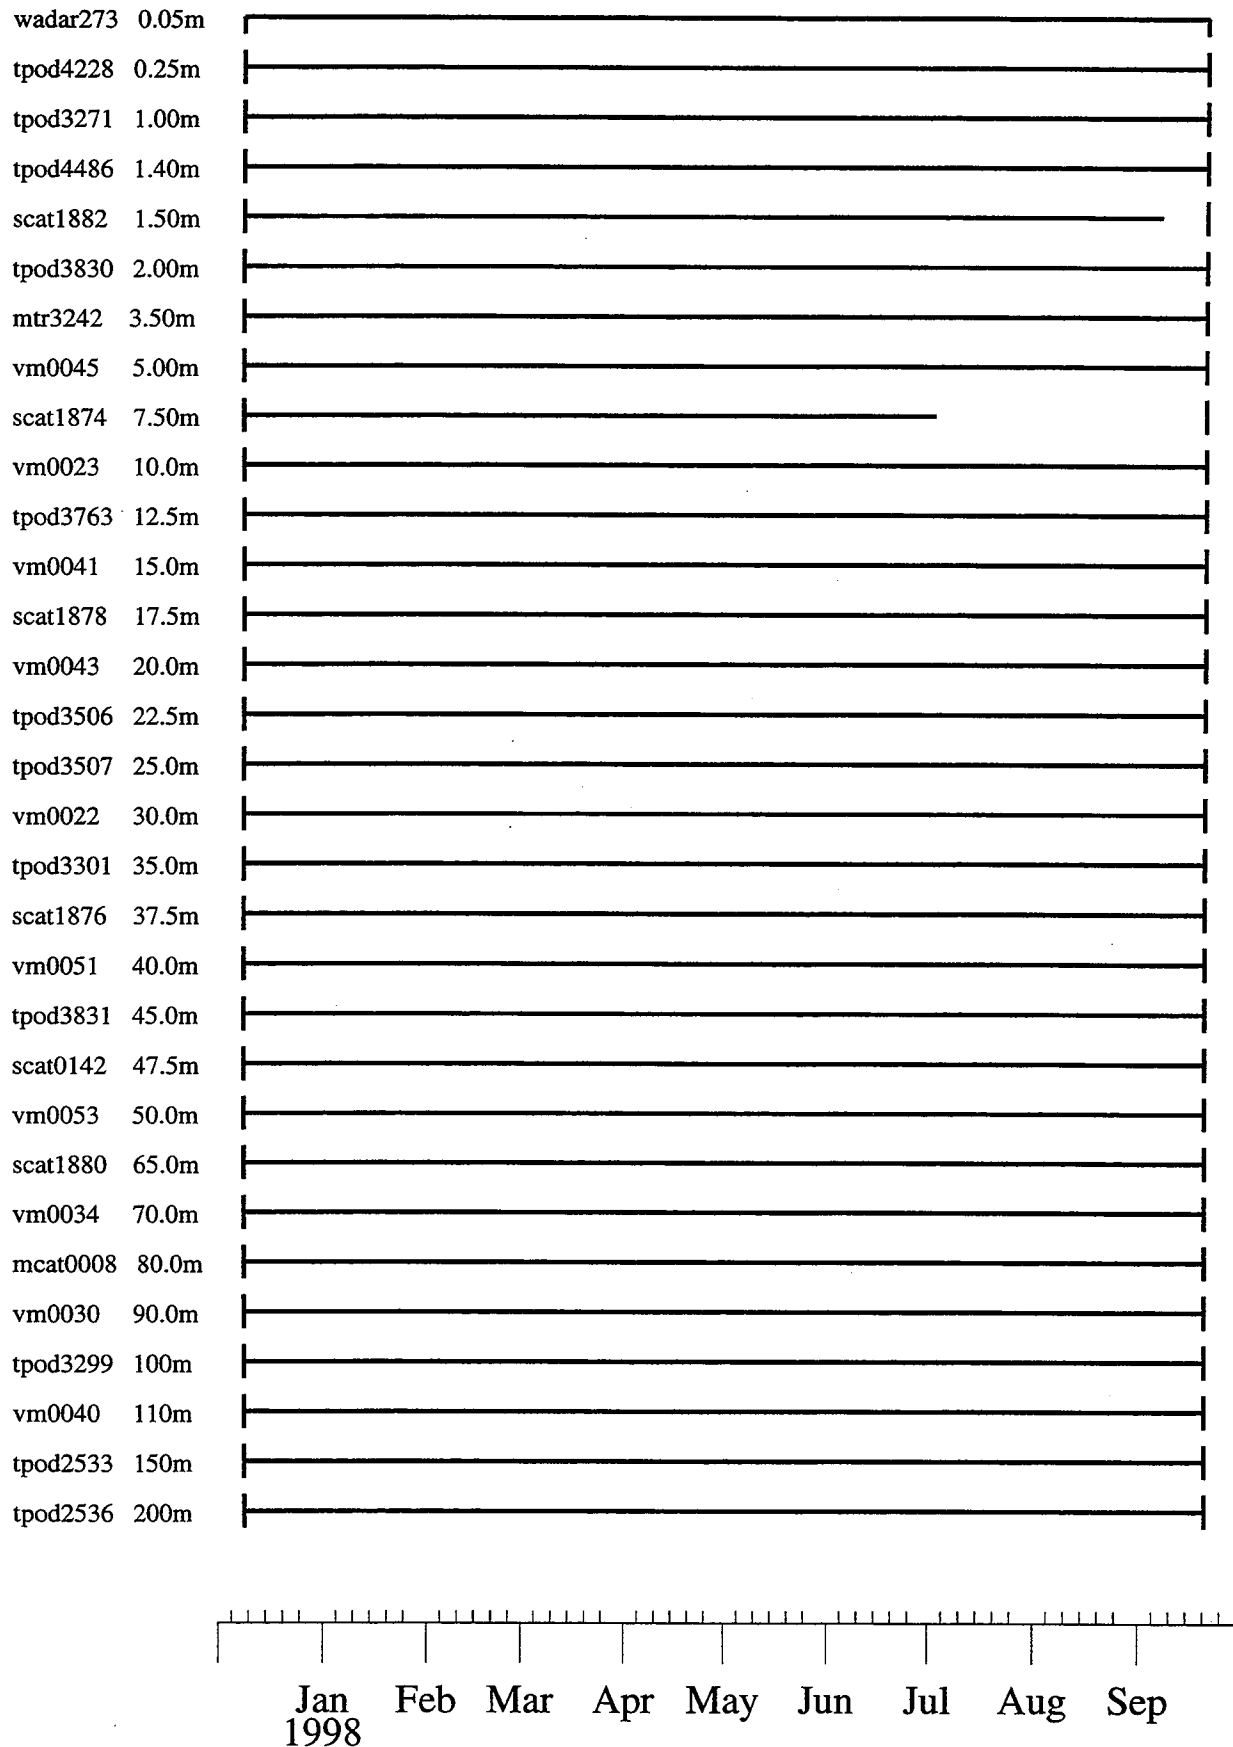 wadar273 0.05m
tpod4228 0.25m
tpod3271 1.00m
tpod4486 1.40m
scat1882 1.50m
tpod3830 2.00m
mtr3242 3.50m
vm0045 5.00m
scat1874 7.50m
vm0023 10.0m
tpod3763 12.5m
vm0041 15.0m
scat1878 17.5m
vm0043 20.0m
tpod3506 22.5m
tpod3507 25.0m
vm0022 30.0m
tpod3301 35.0m
scat1876 37.5m
vm0051 40.0m
tpod3831 45.0m
scat0142 47.5m
vm0053 50.0m
scat1880 65.0m
vm0034 70.0m
mcat0008 80.0m
vm0030 90.0m
tpod3299 100m
vm0040 110m
tpod2533 150m
tpod2536 200m
Jan Feb Mar Apr May Jun Jul Aug Sep
1998